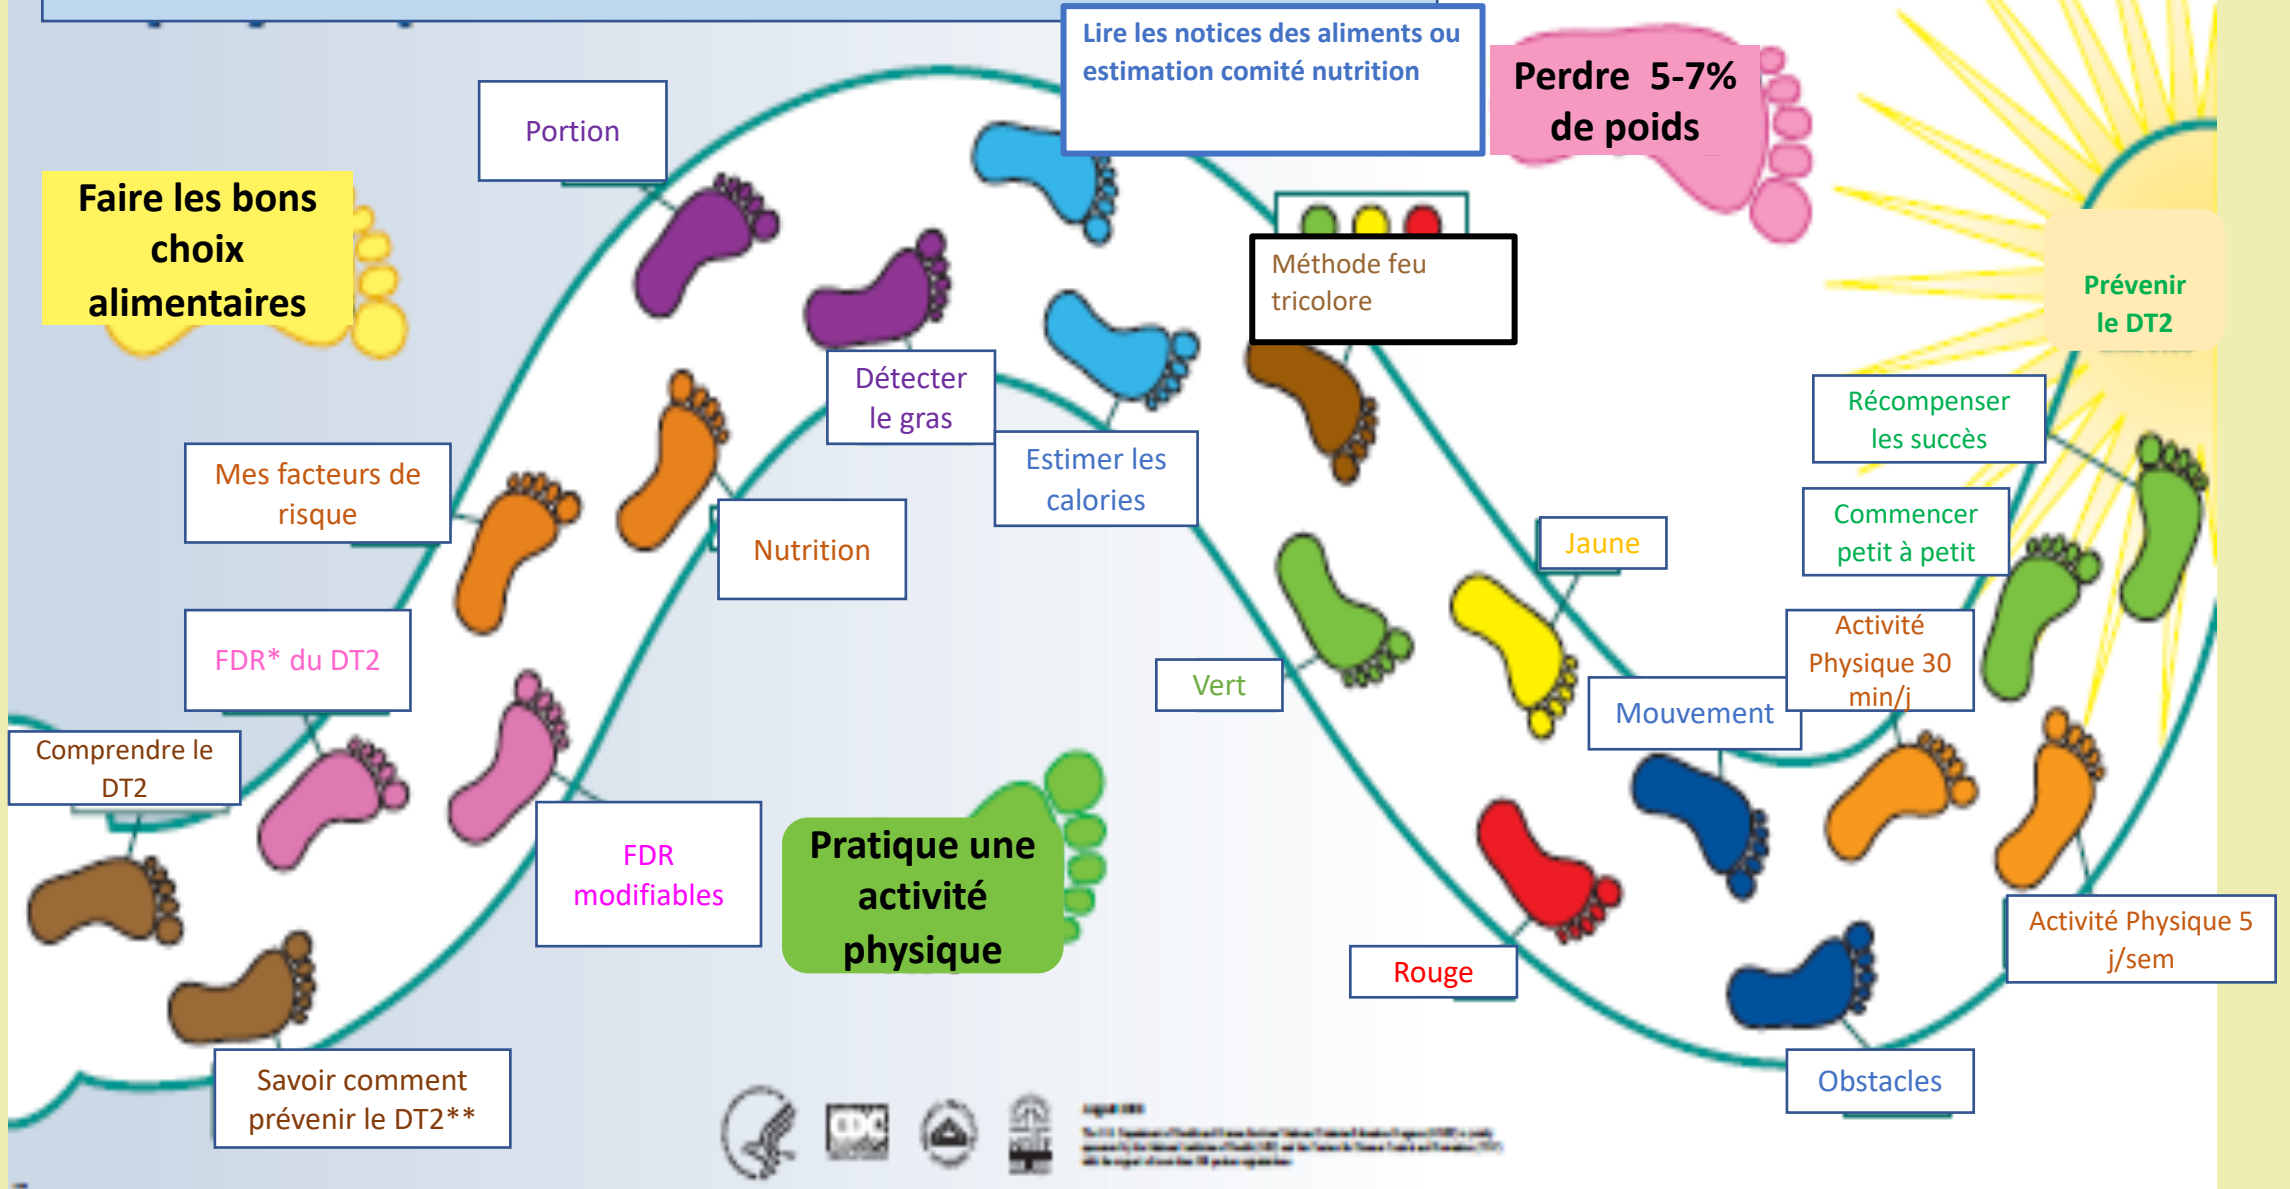 Lire les notices des aliments ou
estimation comité nutrition
Perdre 5-7%
de poids
Portion
Faire les bons
choix
alimentaires
Méthode feu
tricolore
Prévenir
le DT2
Détecter
le gras
Récompenser
les succès
Mes facteurs de
risque
Estimer les
calories
Nutrition
Commencer
petit à petit
Jaune
FDR* du DT2
Activité
Physique 30
min/j
Vert
Mouvement
Comprendre le
DT2
FDR
modifiables
Pratique une
activité
physique
Activité Physique 5
j/sem
Rouge
Savoir comment
prévenir le DT2**
Obstacles
CDC